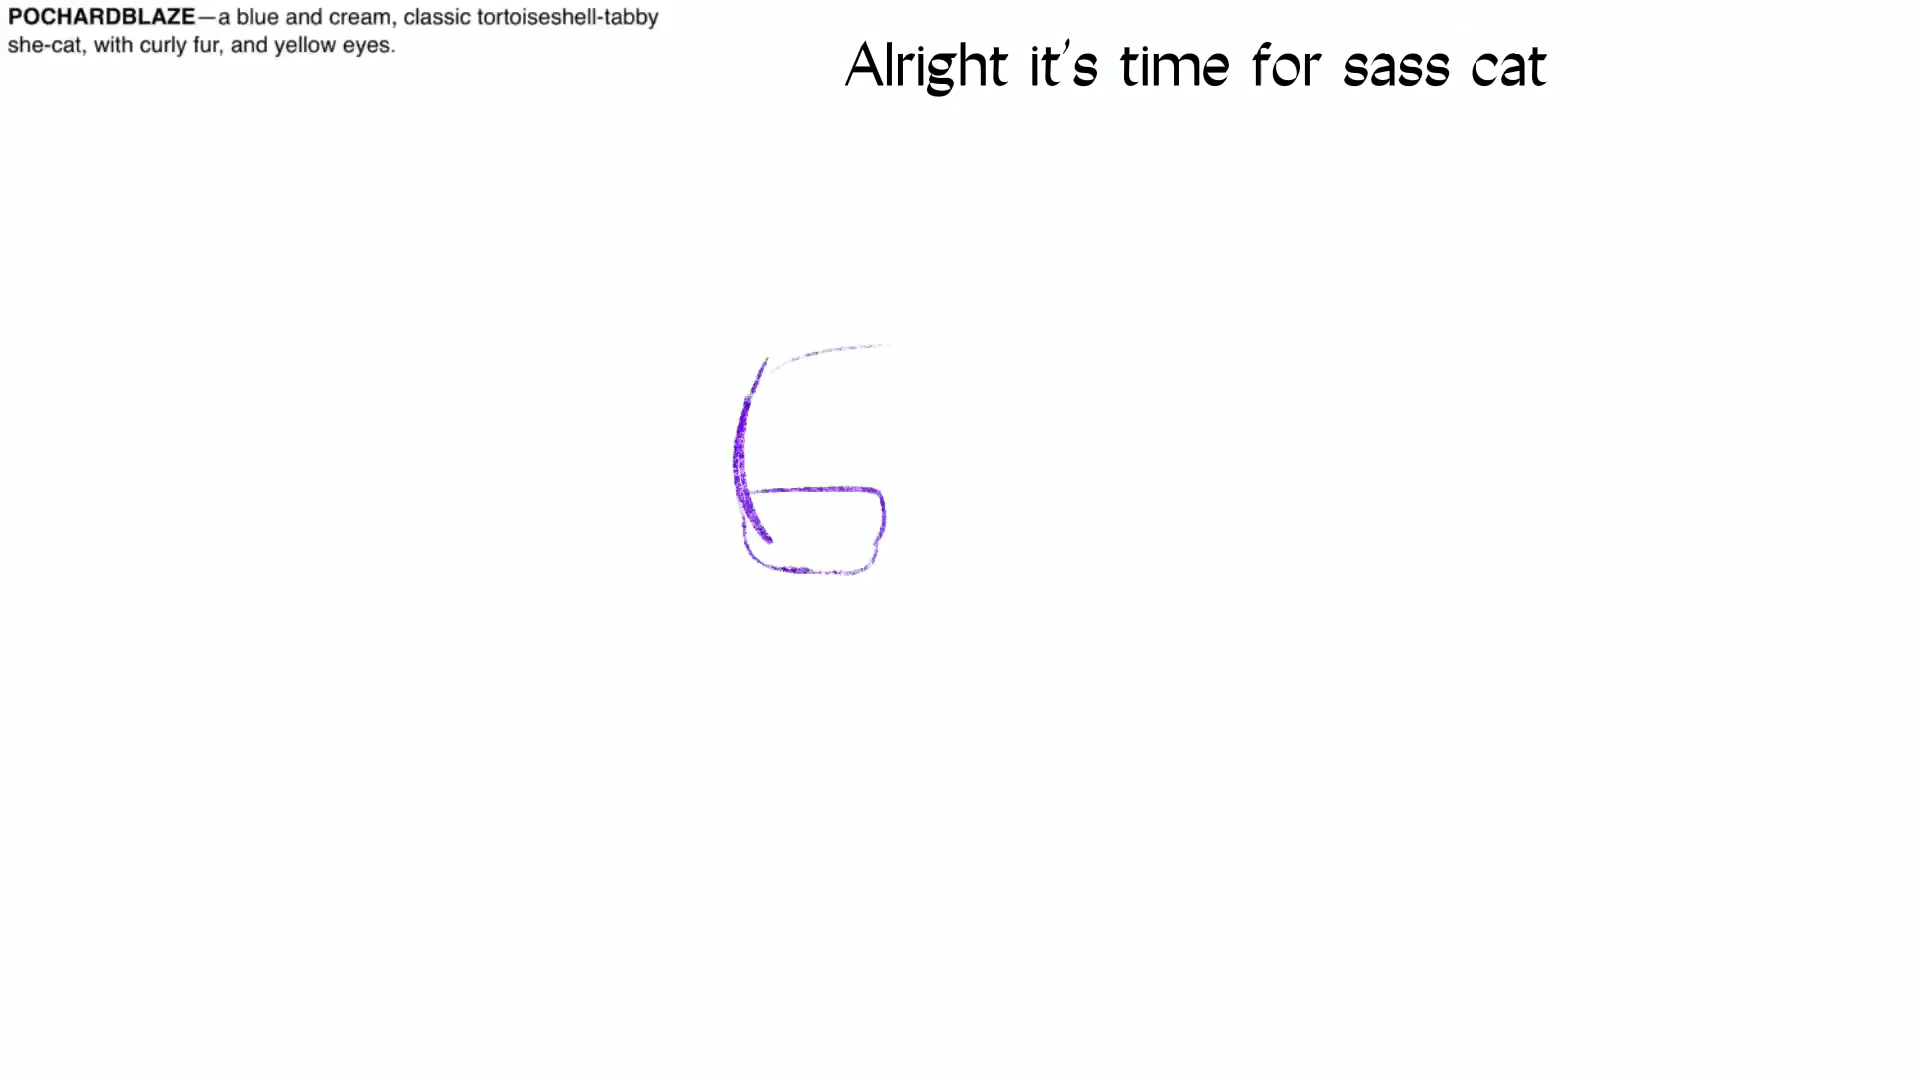 POCHARDBLAZE—a blue and cream, classic tortoiseshell-tabby
she-cat, with curly fur, and yellow eyes.
Alright it's time for sass cat